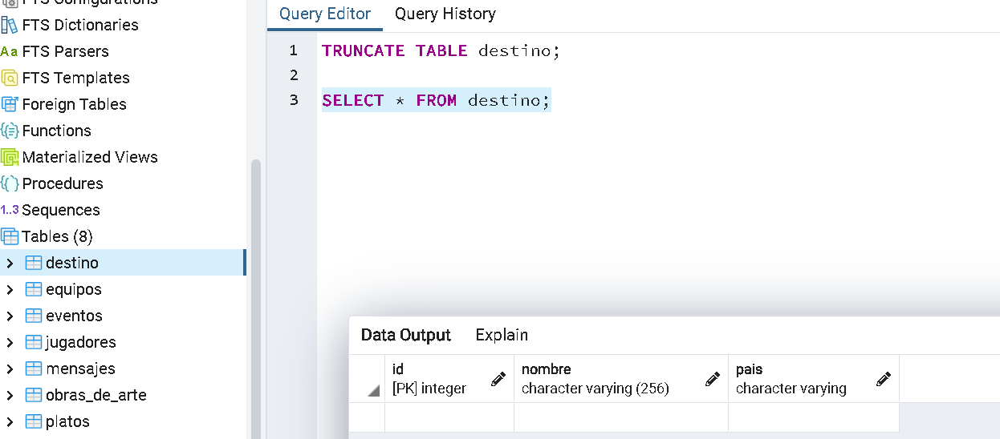 FTS Configurations
FTS Dictionaries
Aa FTS Parsers
FTS Templates
Foreign Tables
Functions
Materialized Views
Procedures
1..3 Sequences
Tables (8)
destino
equipos
eventos
jugadores
mensajes
obras_de_arte
platos
Query Editor Query History
1 TRUNCATE TABLE destino;
2
3 SELECT * FROM destino;
Data Output Explain
id nombre pais
[PK] integer character varying (256) character varying